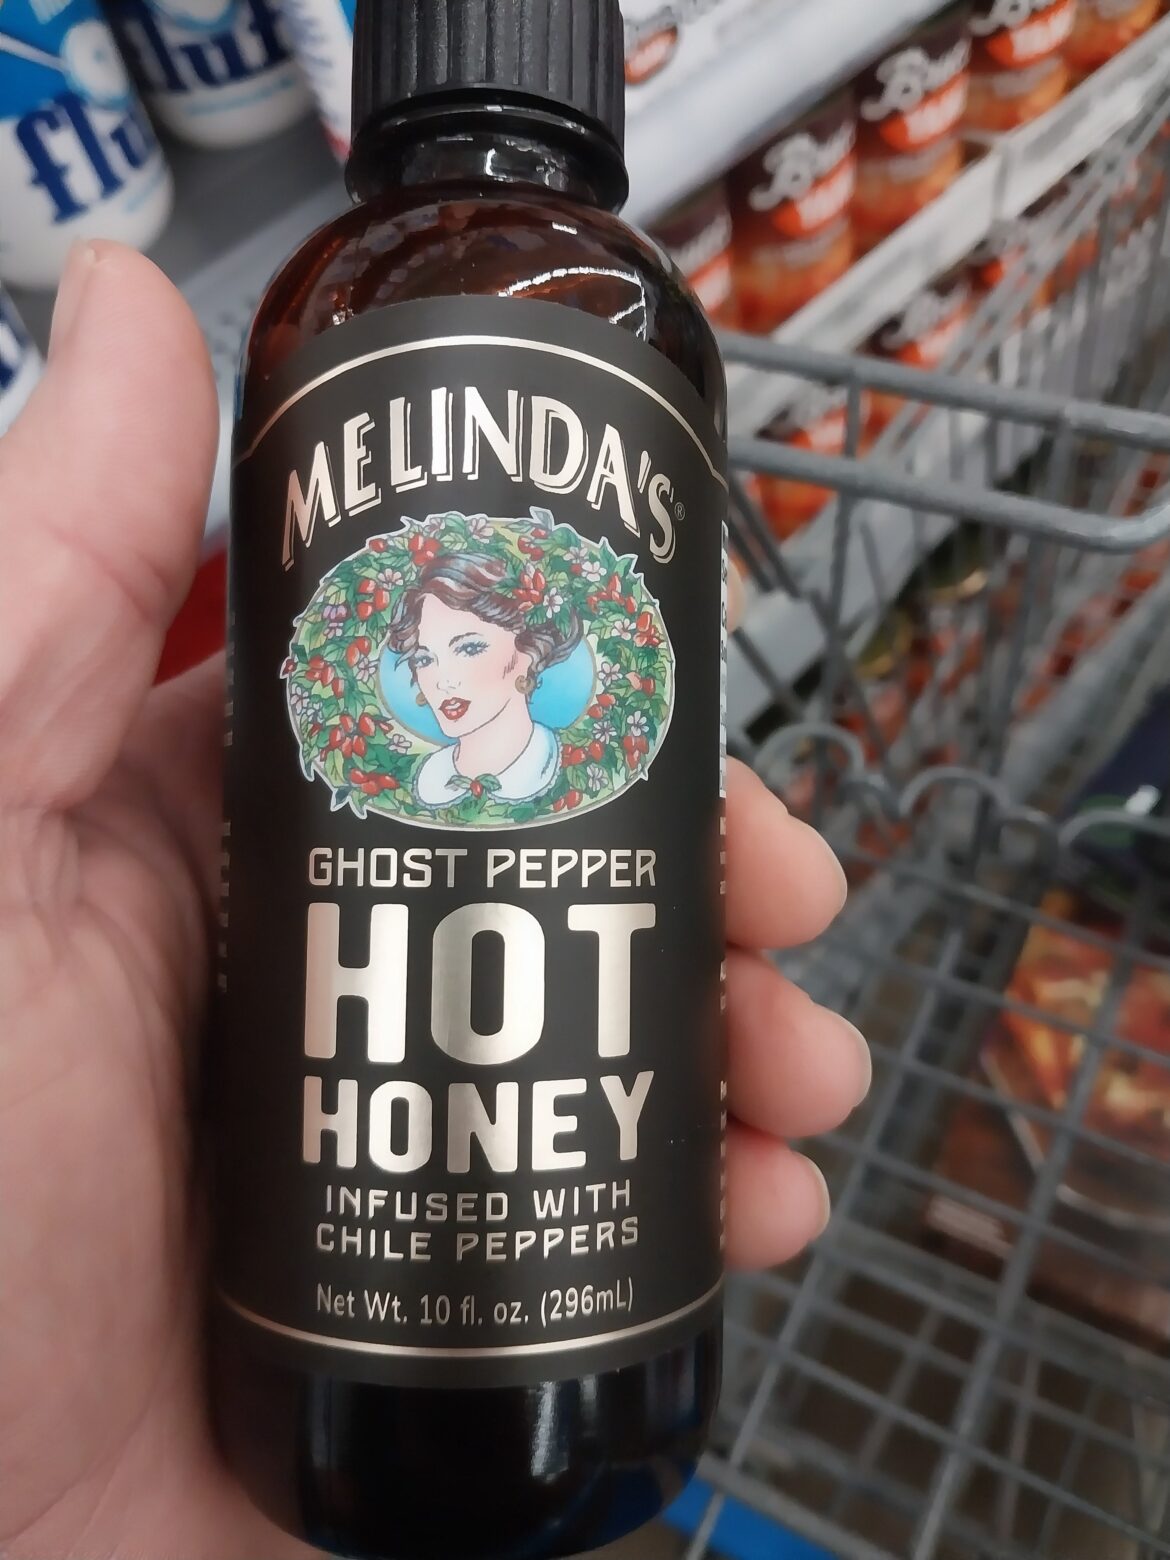 MELINDA'S®
GHOST PEPPER
HOT
HONEY
INFUSED WITH
CHILE PEPPERS
Net Wt. 10 fl. oz. (296mL)